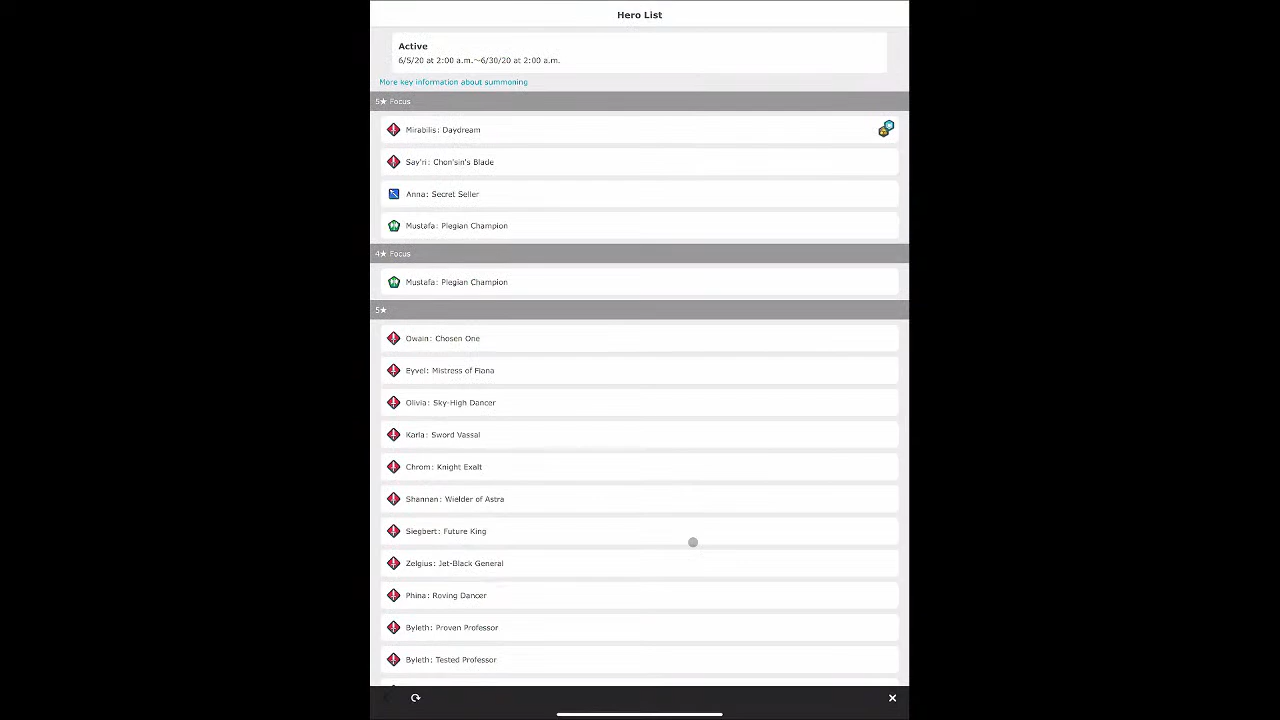 Hero List
Active
6/5/20 at 2:00 a.m.～6/30/20 at 2:00 a.m.
More key information about summoning
5★ Focus
Mirabilis: Daydream
Say'ri: Chon'sin's Blade
Anna: Secret Seller
Mustafa: Plegian Champion
4★ Focus
Mustafa: Plegian Champion
5★
Owain: Chosen One
Eyvel: Mistress of Fiana
Olivia: Sky-High Dancer
Karla: Sword Vassal
Chrom: Knight Exalt
Shannan: Wielder of Astra
Siegbert: Future King
Zelgius: Jet-Black General
Phina: Roving Dancer
Byleth: Proven Professor
Byleth: Tested Professor